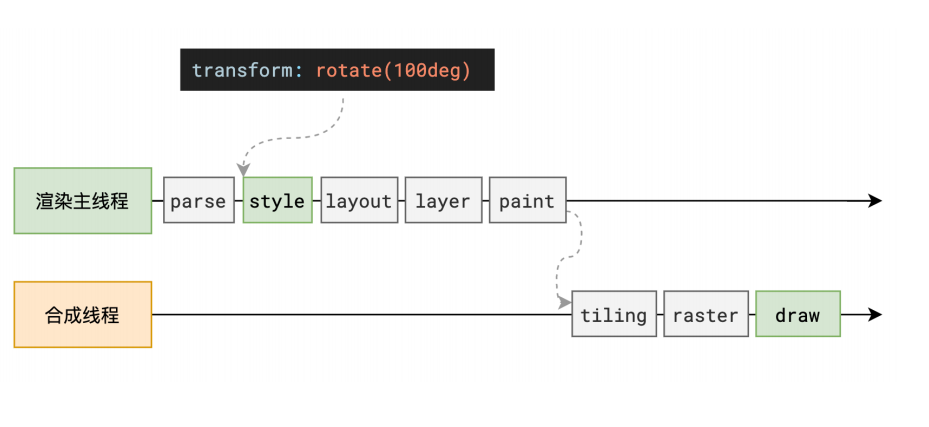 transform: rotate(100deg)
渲染主线程 parse style layout layer paint
合成线程 tiling raster draw